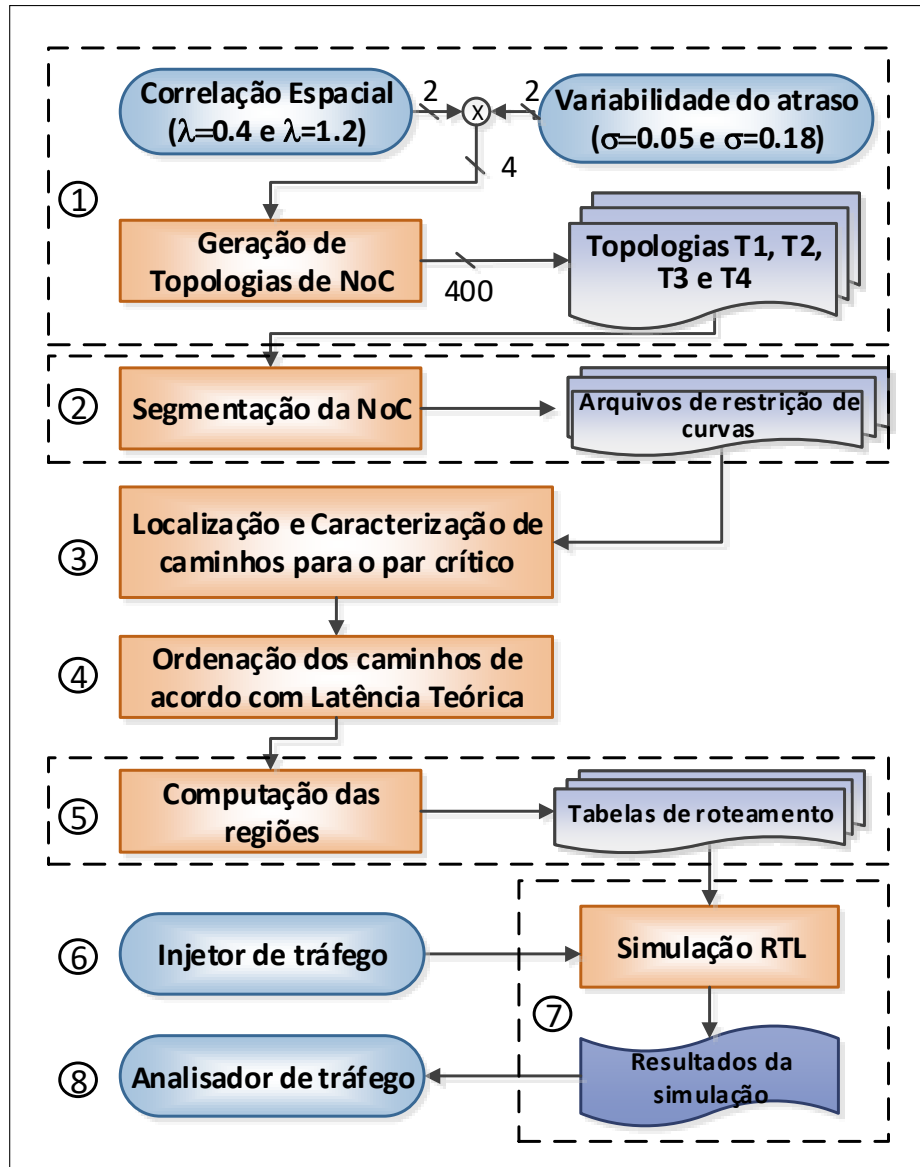 Correlação Espacial
(λ=0.4 e λ=1.2)
2
X
2
Variabilidade do atraso
(σ=0.05 e σ=0.18)
4
1
Geração de
Topologias de NoC
400
Topologias T1, T2,
T3 e T4
2
Segmentação da NoC
Arquivos de restrição de
curvas
3
Localização e Caracterização de
caminhos para o par crítico
4
Ordenação dos caminhos de
acordo com Latência Teórica
5
Computação das
regiões
Tabelas de roteamento
6
Injetor de tráfego
Simulação RTL
7
8
Analisador de tráfego
Resultados da
simulação